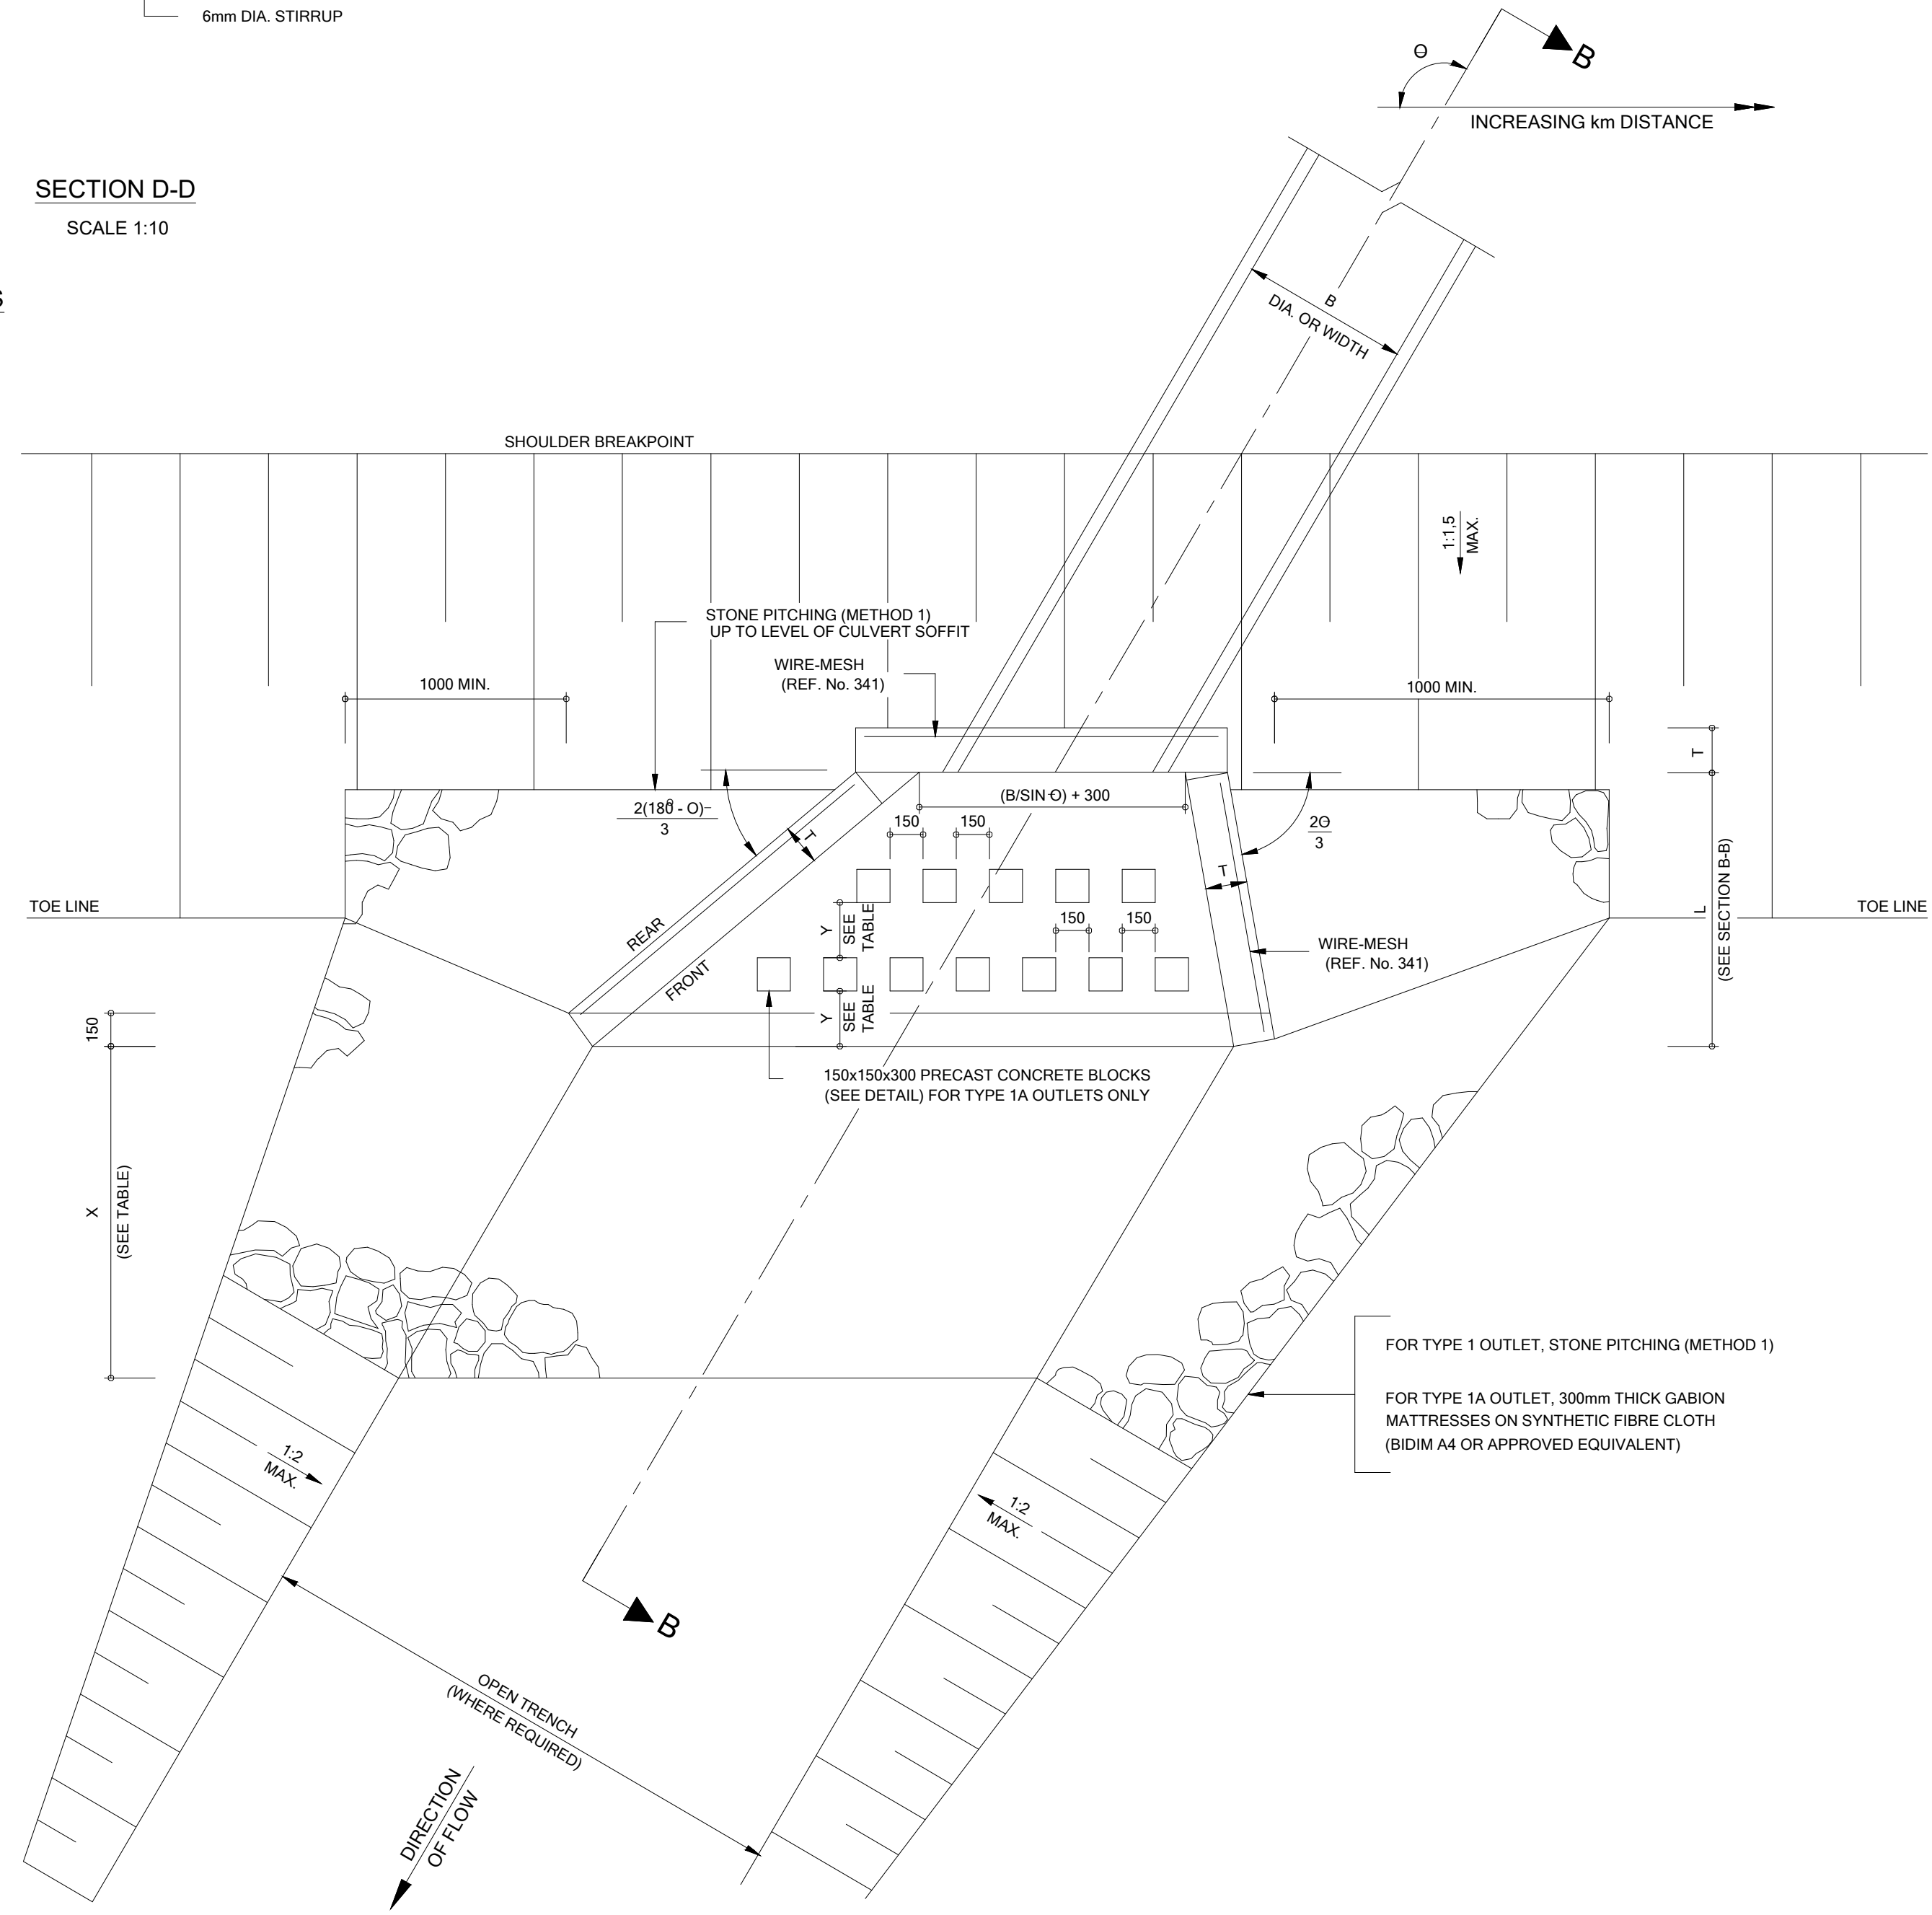 6mm DIA. STIRRUP
B
Θ
INCREASING km DISTANCE
SECTION D-D
SCALE 1:10
S
B
DIA. OR WIDTH
SHOULDER BREAKPOINT
1:1,5
MAX.
STONE PITCHING (METHOD 1)
UP TO LEVEL OF CULVERT SOFFIT
WIRE-MESH
(REF. No. 341)
1000 MIN.
1000 MIN.
T
2(180° - Θ)
3
T
(B/SIN Θ) + 300
150
150
2Θ
3
T
TOE LINE
TOE LINE
REAR
FRONT
Y
SEE
TABLE
150
150
L
(SEE SECTION B-B)
WIRE-MESH
(REF. No. 341)
Y
SEE
TABLE
150
150x150x300 PRECAST CONCRETE BLOCKS
(SEE DETAIL) FOR TYPE 1A OUTLETS ONLY
X
(SEE TABLE)
FOR TYPE 1 OUTLET, STONE PITCHING (METHOD 1)
FOR TYPE 1A OUTLET, 300mm THICK GABION
MATTRESSES ON SYNTHETIC FIBRE CLOTH
(BIDIM A4 OR APPROVED EQUIVALENT)
1:2
MAX.
1:2
MAX.
B
OPEN TRENCH
(WHERE REQUIRED)
DIRECTION
OF FLOW